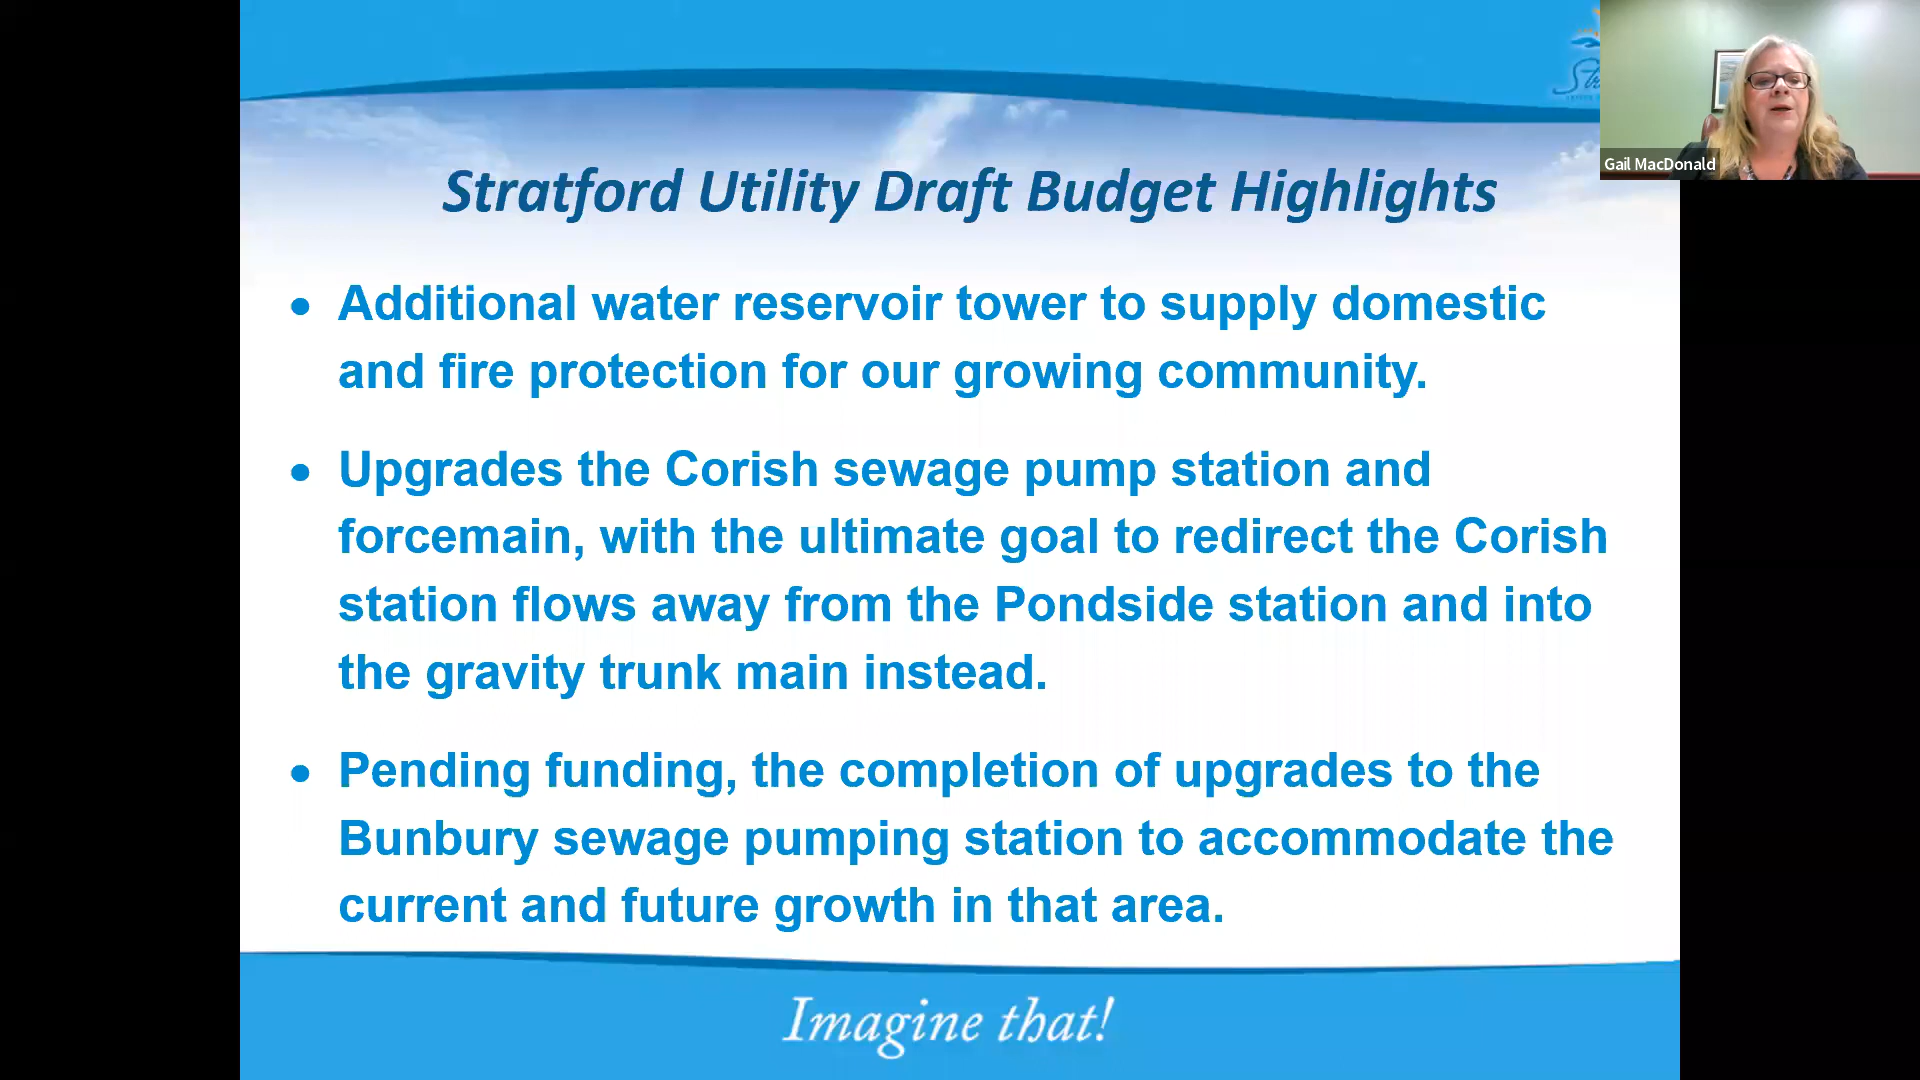 Gail MacDonald
Stratford Utility Draft Budget Highlights
• Additional water reservoir tower to supply domestic
and fire protection for our growing community.
• Upgrades the Corish sewage pump station and
forcemain, with the ultimate goal to redirect the Corish
station flows away from the Pondside station and into
the gravity trunk main instead.
• Pending funding, the completion of upgrades to the
Bunbury sewage pumping station to accommodate the
current and future growth in that area.
Imagine that!